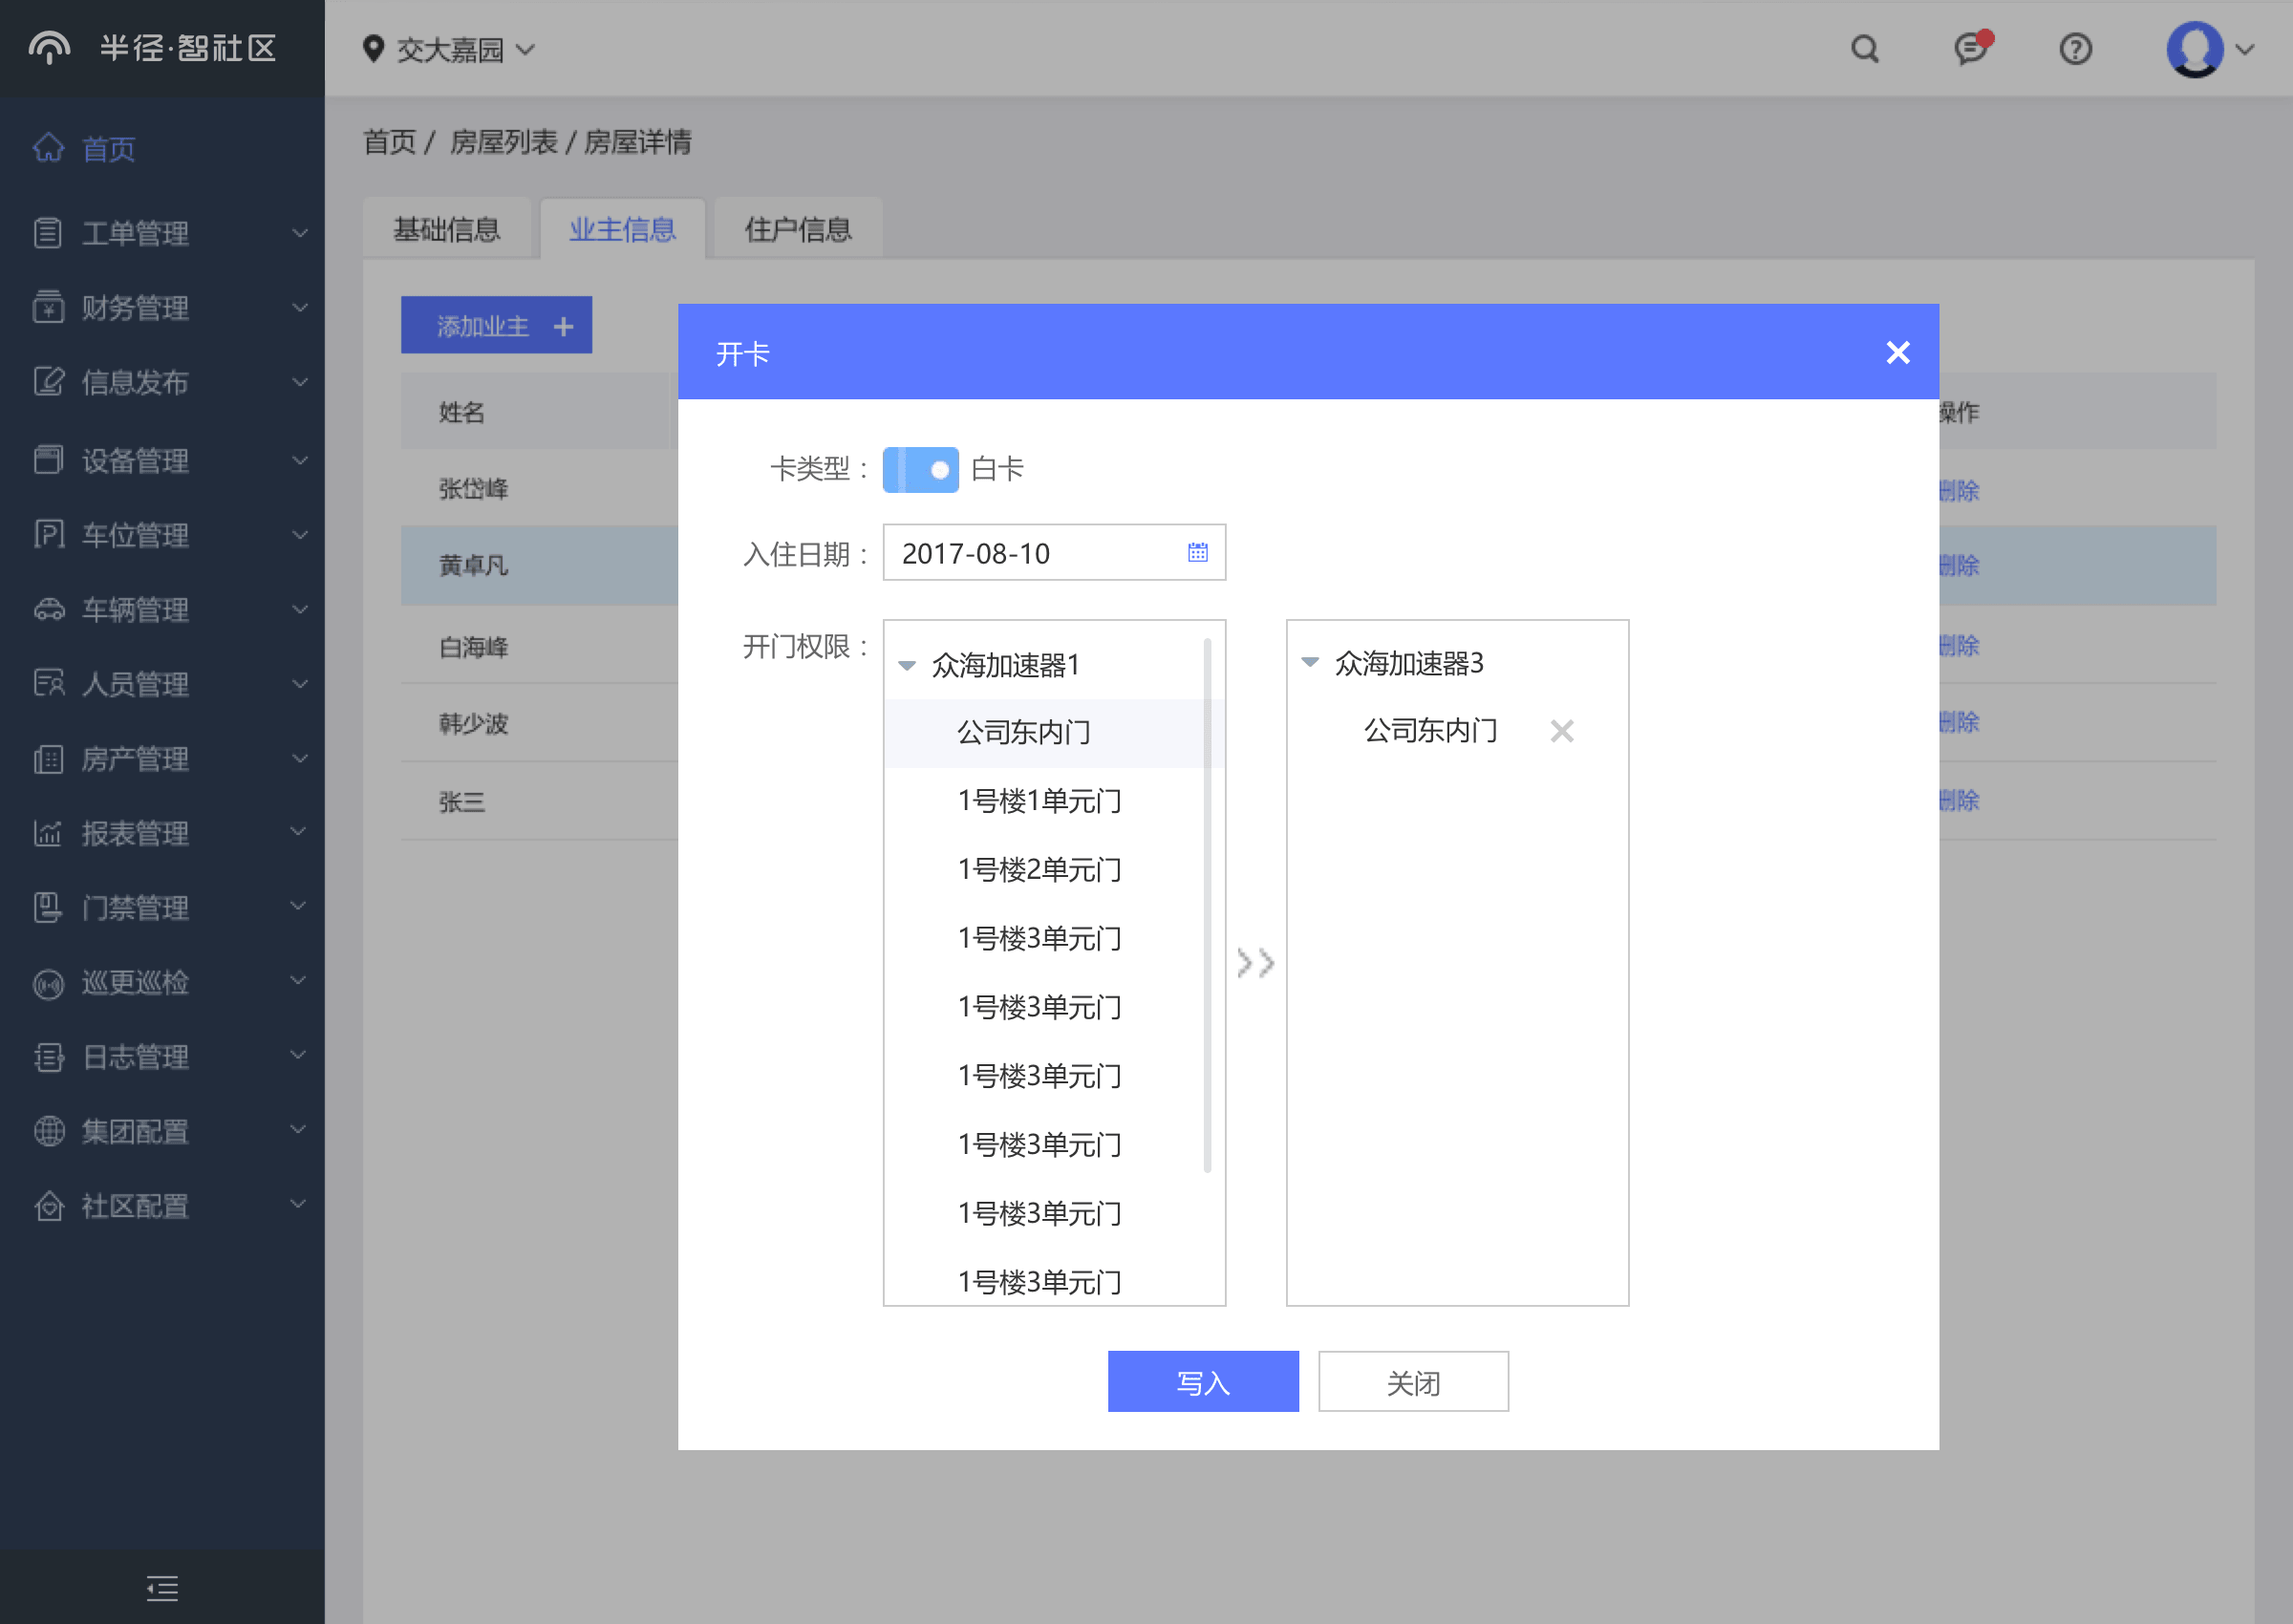 半径·智社区
交大嘉园
首页
工单管理
财务管理
信息发布
设备管理
车位管理
车辆管理
人员管理
房产管理
报表管理
门禁管理
巡更巡检
日志管理
集团配置
社区配置
首页 / 房屋列表 / 房屋详情
基础信息
业主信息
住户信息
添加业主 +
姓名
操作
张岱峰
删除
黄卓凡
删除
白海峰
删除
韩少波
删除
张三
删除
开卡
卡类型：
白卡
入住日期：
2017-08-10
开门权限：
众海加速器1
公司东内门
1号楼1单元门
1号楼2单元门
1号楼3单元门
1号楼3单元门
1号楼3单元门
1号楼3单元门
1号楼3单元门
1号楼3单元门
众海加速器3
公司东内门
写入
关闭